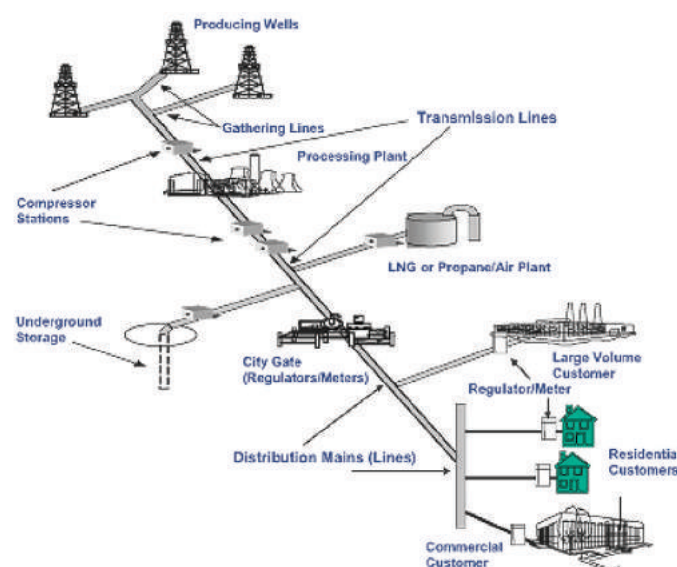 Producing Wells
Gathering Lines
Transmission Lines
Processing Plant
Compressor
Stations
LNG or Propane/Air Plant
Underground
Storage
City Gate
(Regulators/Meters)
Large Volume
Customer
Regulator/Meter
Distribution Mains (Lines)
Residentia
Customers
Commercial
Customer